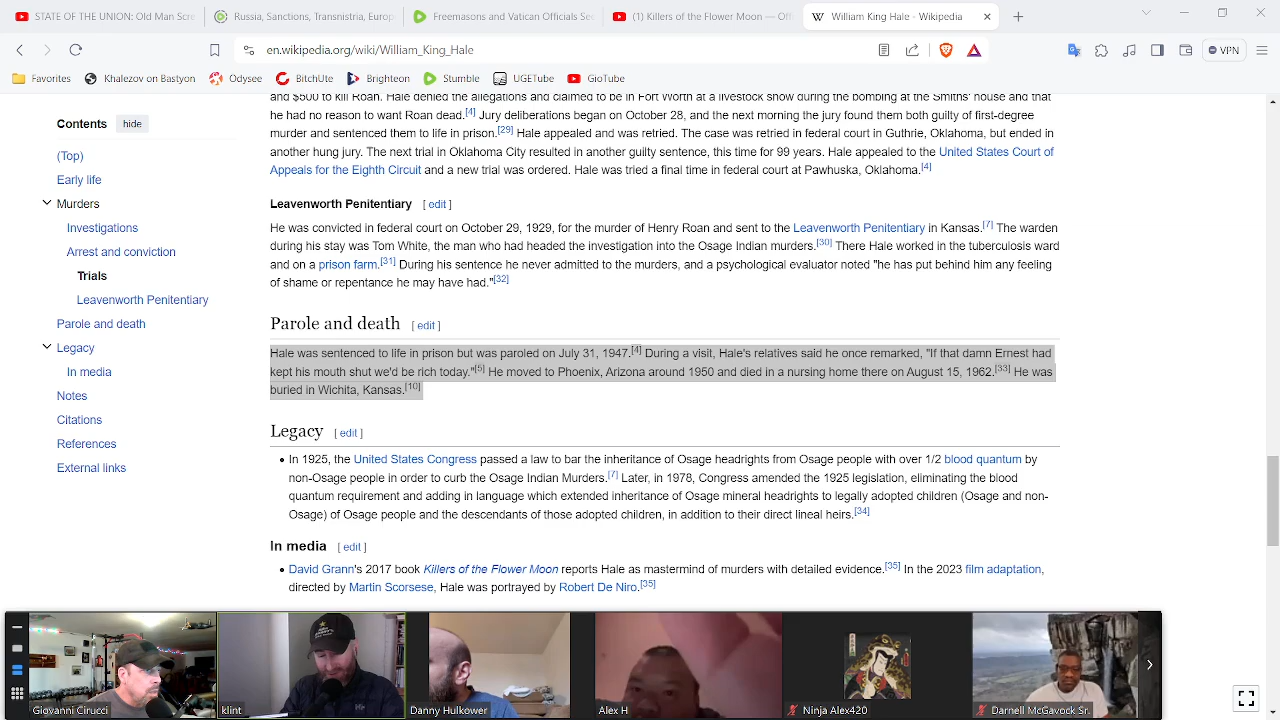 STATE OF THE UNION: Old Man Scre
Russia, Sanctions, Transnistria, Europ
Freemasons and Vatican Officials Sec
(1) Killers of the Flower Moon — Offi
William King Hale - Wikipedia
en.wikipedia.org/wiki/William_King_Hale
VPN
Favorites
Khalezov on Bastyon
Odysee
BitchUte
Brighteon
Stumble
UGETube
GioTube
Contents
hide
(Top)
Early life
Murders
Investigations
Arrest and conviction
Trials
Leavenworth Penitentiary
Parole and death
Legacy
In media
Notes
Citations
References
External links
and $500 to kill Roan. Hale denied the allegations and claimed to be in Fort Worth at a livestock show during the bombing at the Smiths' house and that
he had no reason to want Roan dead.[4] Jury deliberations began on October 28, and the next morning the jury found them both guilty of first-degree
murder and sentenced them to life in prison.[29] Hale appealed and was retried. The case was retried in federal court in Guthrie, Oklahoma, but ended in
another hung jury. The next trial in Oklahoma City resulted in another guilty sentence, this time for 99 years. Hale appealed to the United States Court of
Appeals for the Eighth Circuit and a new trial was ordered. Hale was tried a final time in federal court at Pawhuska, Oklahoma.[4]
Leavenworth Penitentiary [ edit ]
He was convicted in federal court on October 29, 1929, for the murder of Henry Roan and sent to the Leavenworth Penitentiary in Kansas.[7] The warden
during his stay was Tom White, the man who had headed the investigation into the Osage Indian murders.[30] There Hale worked in the tuberculosis ward
and on a prison farm.[31] During his sentence he never admitted to the murders, and a psychological evaluator noted "he has put behind him any feeling
of shame or repentance he may have had."[32]
Parole and death [ edit ]
Hale was sentenced to life in prison but was paroled on July 31, 1947.[4] During a visit, Hale's relatives said he once remarked, "If that damn Ernest had
kept his mouth shut we'd be rich today."[5] He moved to Phoenix, Arizona around 1950 and died in a nursing home there on August 15, 1962.[33] He was
buried in Wichita, Kansas.[10]
Legacy [ edit ]
• In 1925, the United States Congress passed a law to bar the inheritance of Osage headrights from Osage people with over 1/2 blood quantum by
non-Osage people in order to curb the Osage Indian Murders.[7] Later, in 1978, Congress amended the 1925 legislation, eliminating the blood
quantum requirement and adding in language which extended inheritance of Osage mineral headrights to legally adopted children (Osage and non-
Osage) of Osage people and the descendants of those adopted children, in addition to their direct lineal heirs.[34]
In media [ edit ]
• David Grann's 2017 book Killers of the Flower Moon reports Hale as mastermind of murders with detailed evidence.[35] In the 2023 film adaptation,
directed by Martin Scorsese, Hale was portrayed by Robert De Niro.[35]
Giovanni Cirucci
klint
Danny Hulkower
Alex H
Ninja Alex420
Darnell McGavock Sr.